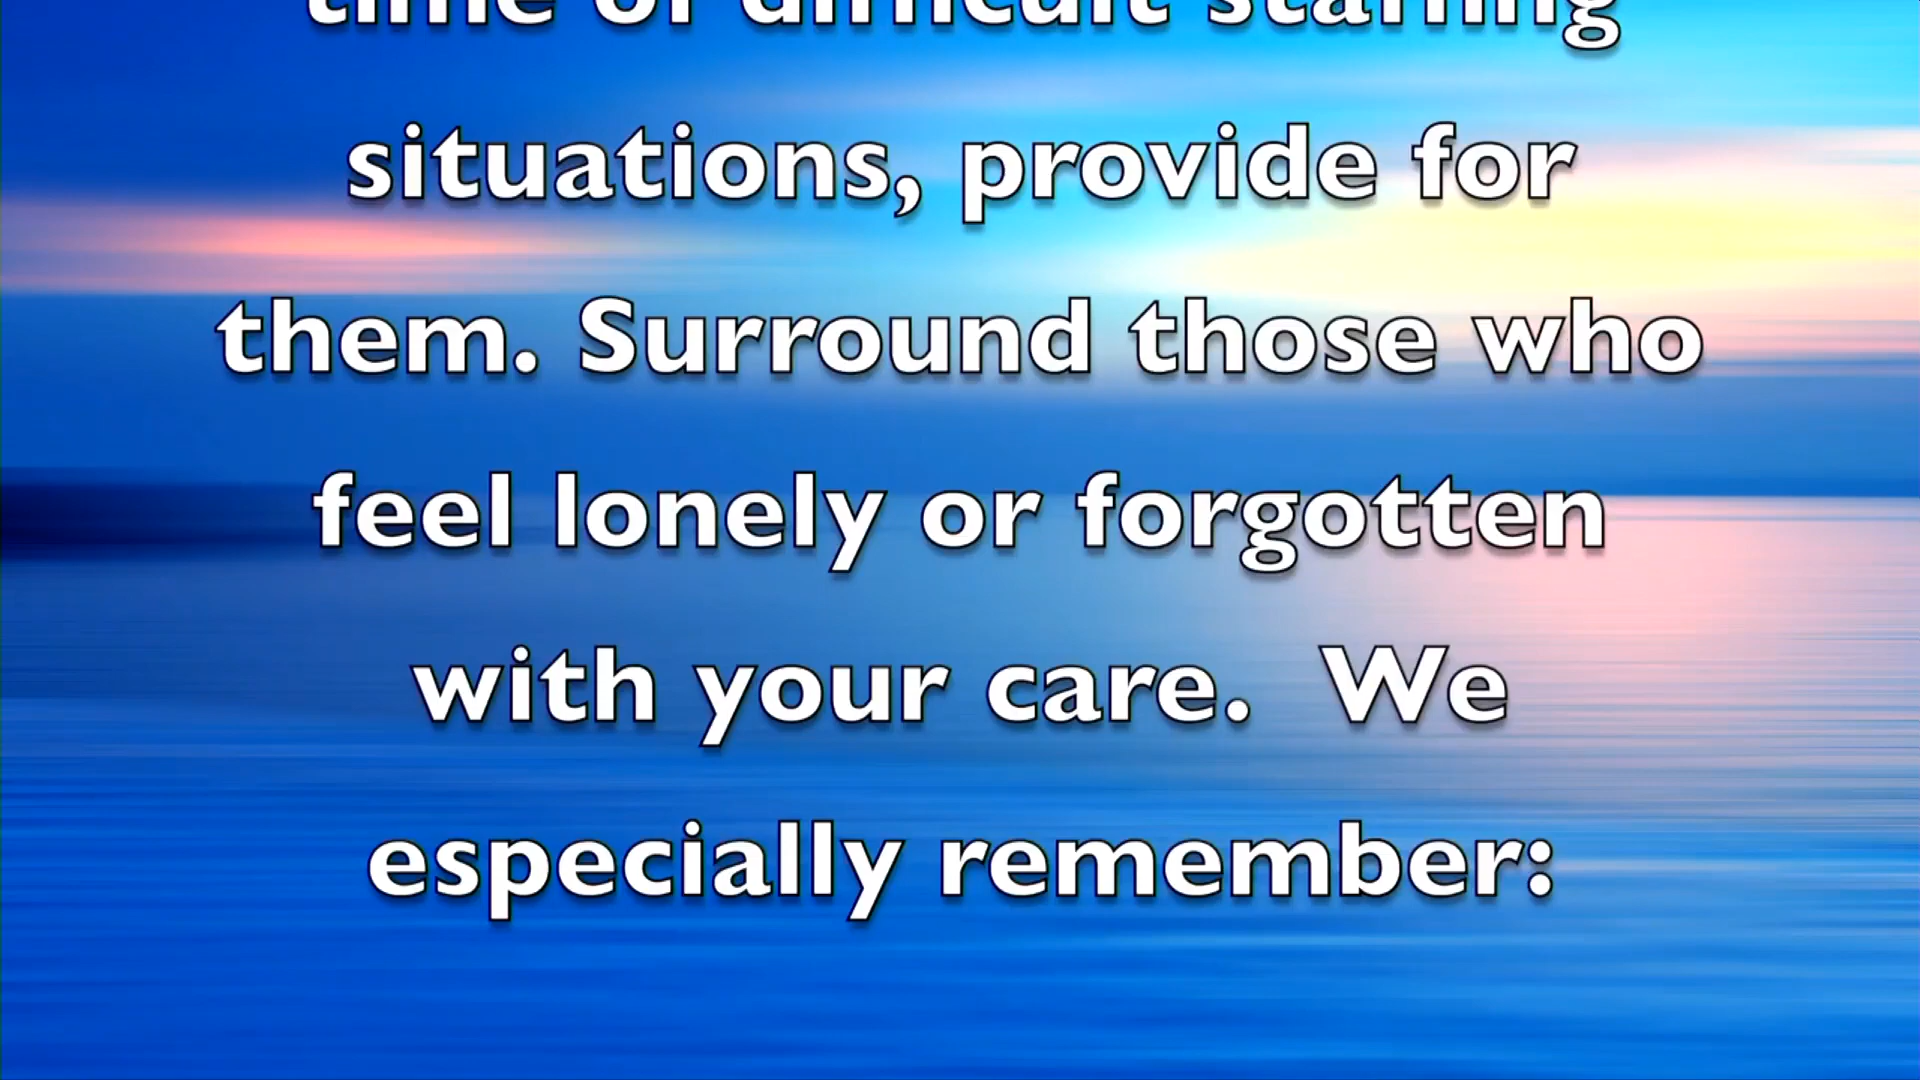 time of difficult staffing
situations, provide for
them. Surround those who
feel lonely or forgotten
with your care.  We
especially remember: